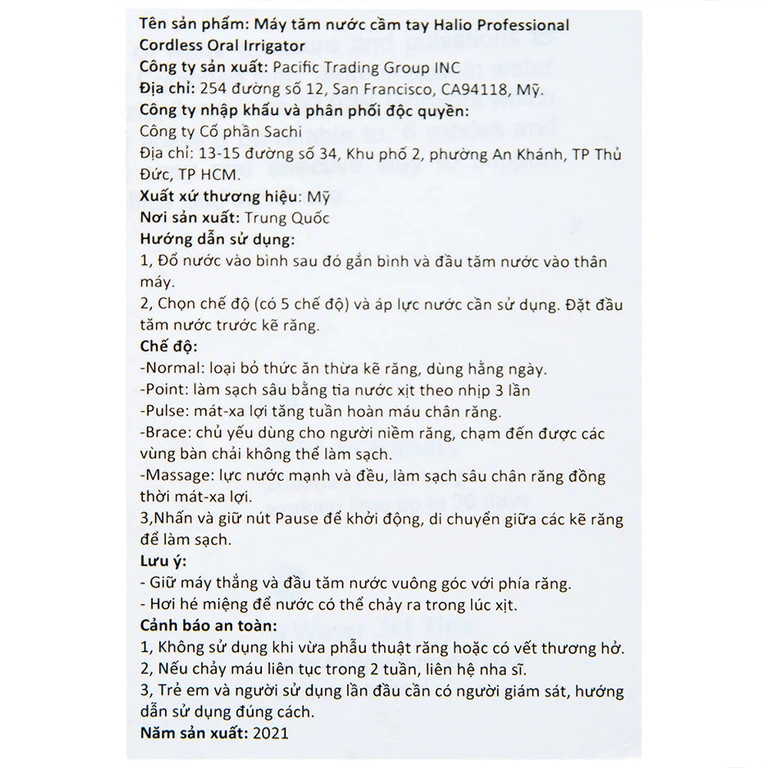 Tên sản phẩm: Máy tăm nước cầm tay Halio Professional
Cordless Oral Irrigator
Công ty sản xuất: Pacific Trading Group INC
Địa chỉ: 254 đường số 12, San Francisco, CA94118, Mỹ.
Công ty nhập khẩu và phân phối độc quyền:
Công ty Cổ phần Sachi
Địa chỉ: 13-15 đường số 34, Khu phố 2, phường An Khánh, TP Thủ
Đức, TP HCM.
Xuất xứ thương hiệu: Mỹ
Nơi sản xuất: Trung Quốc
Hướng dẫn sử dụng:
1, Đổ nước vào bình sau đó gắn bình và đầu tăm nước vào thân
máy.
2, Chọn chế độ (có 5 chế độ) và áp lực nước cần sử dụng. Đặt đầu
tăm nước trước kẽ răng.
Chế độ:
-Normal: loại bỏ thức ăn thừa kẽ răng, dùng hằng ngày.
-Point: làm sạch sâu bằng tia nước xịt theo nhịp 3 lần
-Pulse: mát-xa lợi tăng tuần hoàn máu chân răng.
-Brace: chủ yếu dùng cho người niềm răng, chạm đến được các
vùng bàn chải không thể làm sạch.
-Massage: lực nước mạnh và đều, làm sạch sâu chân răng đồng
thời mát-xa lợi.
3,Nhấn và giữ nút Pause để khởi động, di chuyển giữa các kẽ răng
để làm sạch.
Lưu ý:
- Giữ máy thẳng và đầu tăm nước vuông góc với phía răng.
- Hơi hé miệng để nước có thể chảy ra trong lúc xịt.
Cảnh báo an toàn:
1, Không sử dụng khi vừa phẫu thuật răng hoặc có vết thương hở.
2, Nếu chảy máu liên tục trong 2 tuần, liên hệ nha sĩ.
3, Trẻ em và người sử dụng lần đầu cần có người giám sát, hướng
dẫn sử dụng đúng cách.
Năm sản xuất: 2021